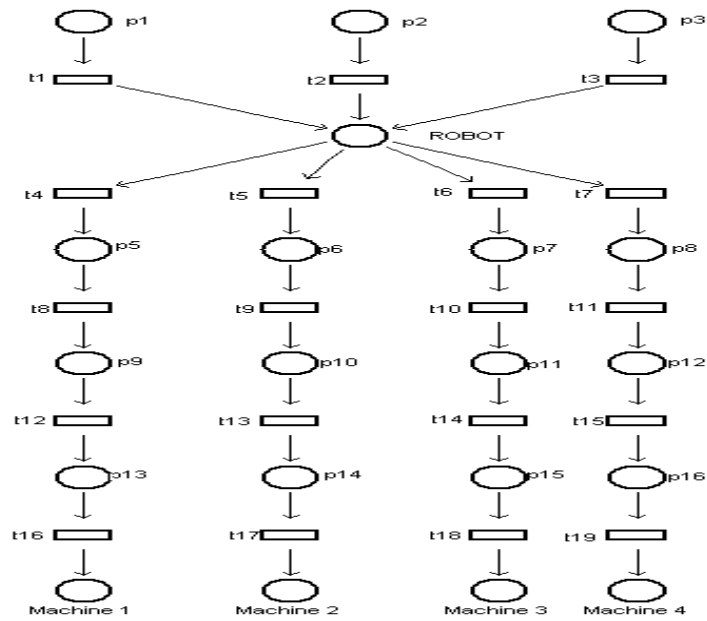 p1 p2 p3
t1 t2 t3
ROBOT
t4 t5 t6 t7
p5 p6 p7 p8
t8 t9 t10 t11
p9 p10 p11 p12
t12 t13 t14 t15
p13 p14 p15 p16
t16 t17 t18 t19
Machine 1 Machine 2 Machine 3 Machine 4